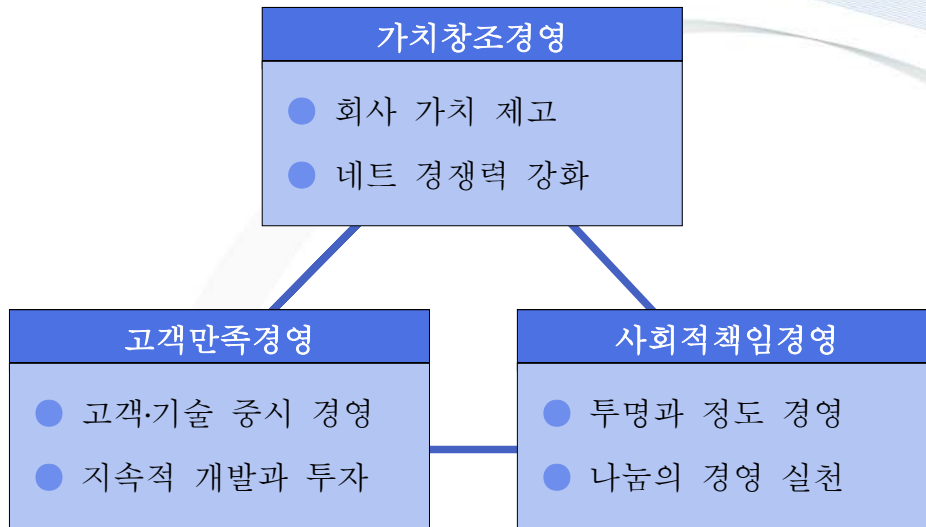 가치창조경영
회사 가치 제고
네트 경쟁력 강화
고객만족경영
고객·기술 중시 경영
지속적 개발과 투자
사회적책임경영
투명과 정도 경영
나눔의 경영 실천